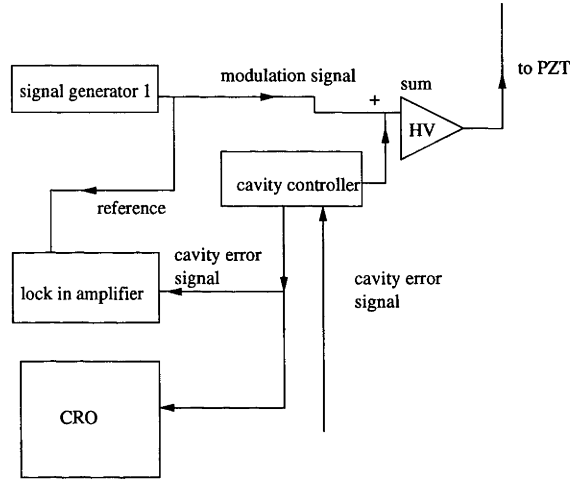 to PZT
modulation signal
sum
signal generator 1
+
HV
cavity controller
reference
cavity error
signal
cavity error
signal
lock in amplifier
CRO